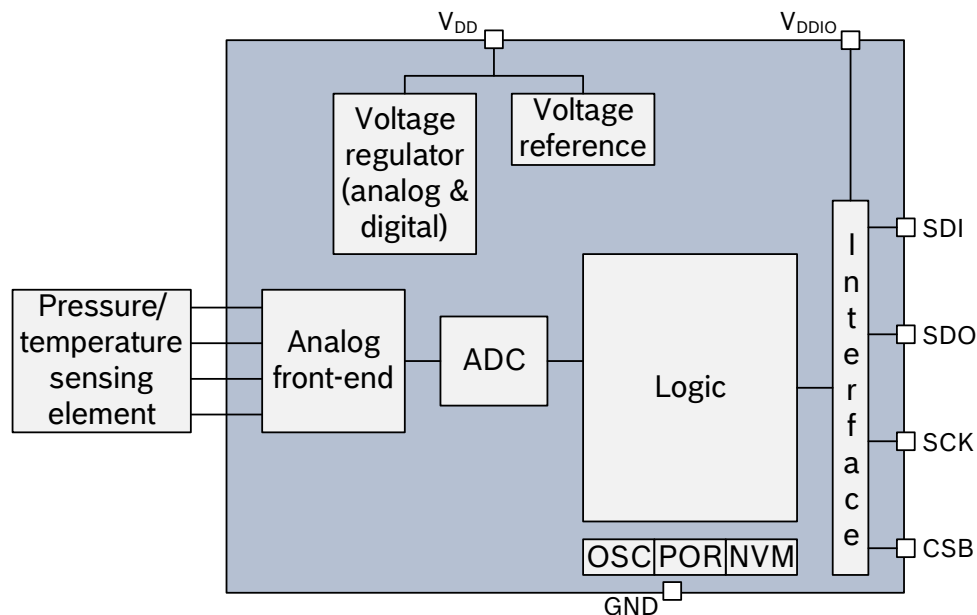 VDD
VDDIO
Voltage
regulator
(analog &
digital)
Voltage
reference
Pressure/
temperature
sensing
element
Analog
front-end
ADC
Logic
Interface
SDI
SDO
SCK
CSB
OSC POR NVM
GND